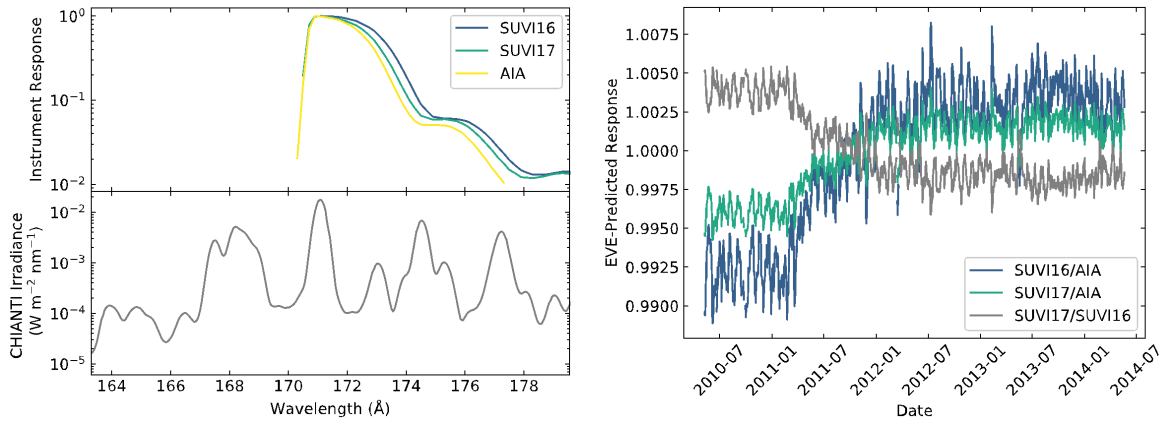 10⁰
10⁻¹
10⁻²
Instrument Response
SUVI16
SUVI17
AIA
10⁻²
10⁻³
10⁻⁴
10⁻⁵
CHIANTI Irradiance
(W m⁻² nm⁻¹)
164 166 168 170 172 174 176 178
Wavelength (Å)
1.0075
1.0050
1.0025
1.0000
0.9975
0.9950
0.9925
0.9900
EVE-Predicted Response
SUVI16/AIA
SUVI17/AIA
SUVI17/SUVI16
2010-07 2011-01 2011-07 2012-01 2012-07 2013-01 2013-07 2014-01 2014-07
Date